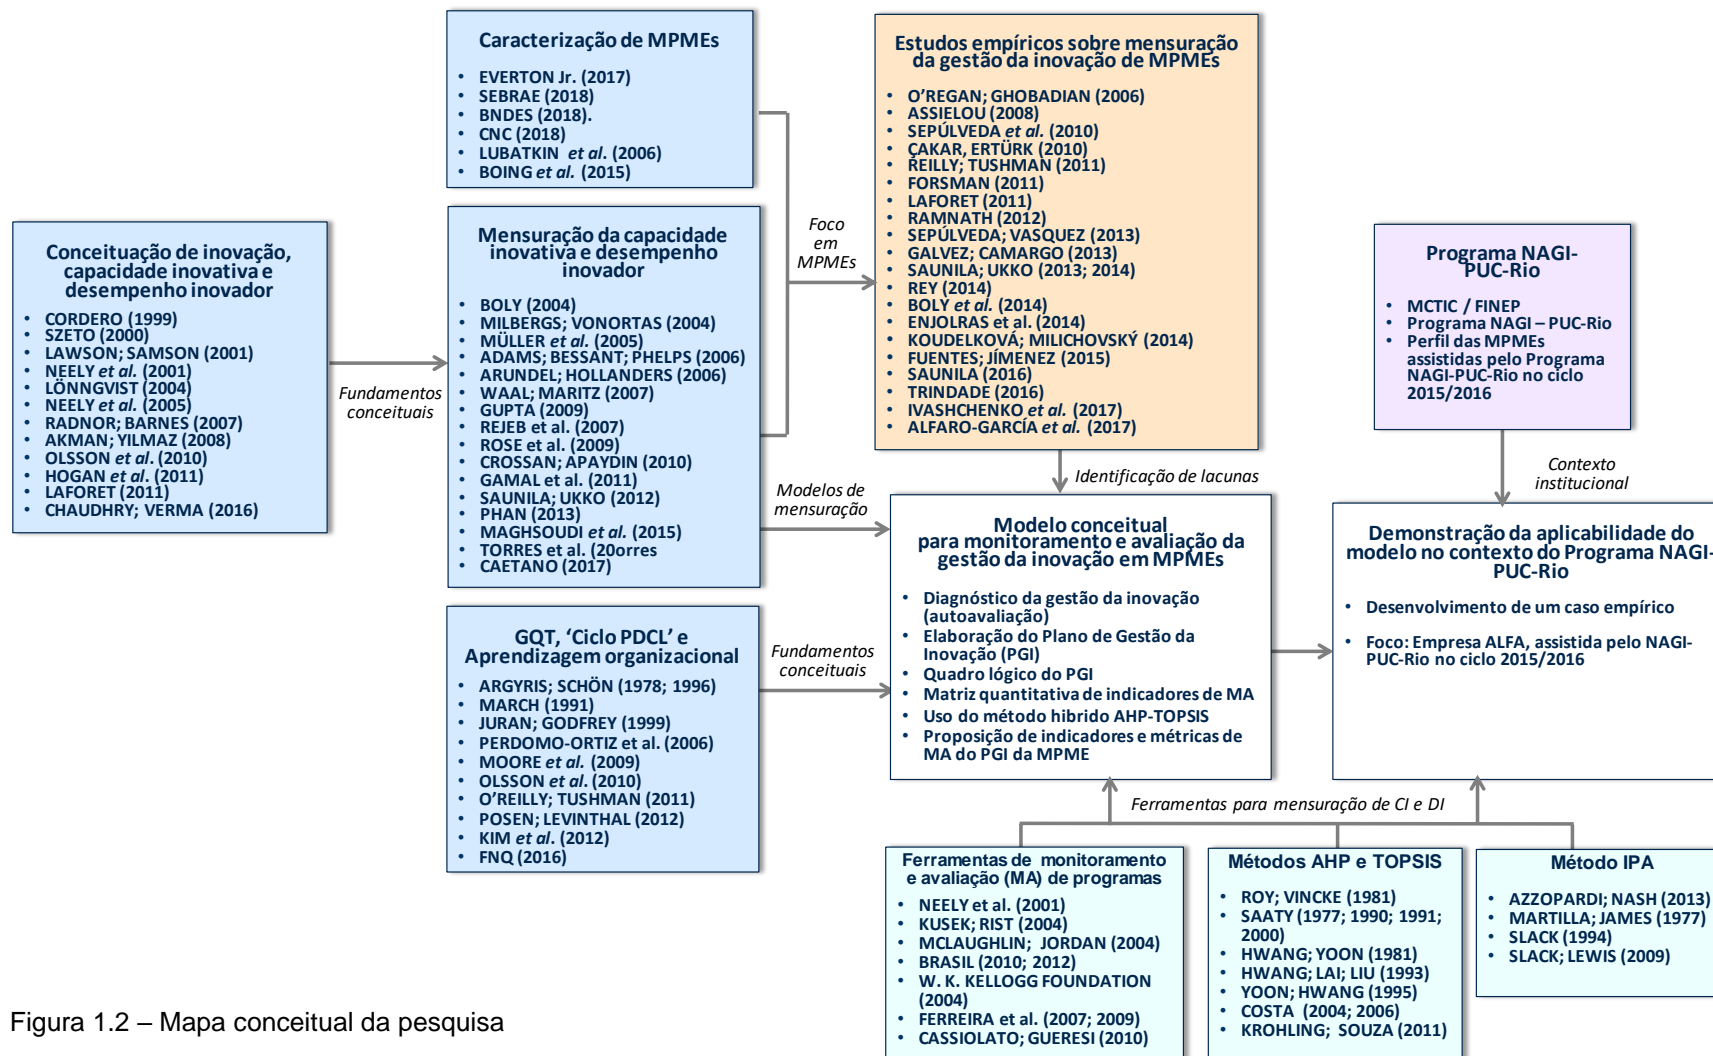 Caracterização de MPMEs
• EVERTON Jr. (2017)
• SEBRAE (2018)
• BNDES (2018).
• CNC (2018)
• LUBATKIN et al. (2006)
• BOING et al. (2015)
Estudos empíricos sobre mensuração
da gestão da inovação de MPMEs
• O’REGAN; GHOBADIAN (2006)
• ASSIELOU (2008)
• SEPÚLVEDA et al. (2010)
• ÇAKAR, ERTÜRK (2010)
• REILLY; TUSHMAN (2011)
• FORSMAN (2011)
• LAFORET (2011)
• RAMNATH (2012)
• SEPÚLVEDA; VASQUEZ (2013)
• GALVEZ; CAMARGO (2013)
• SAUNILA; UKKO (2013; 2014)
• REY (2014)
• BOLY et al. (2014)
• ENJOLRAS et al. (2014)
• KOUDELKOVÁ; MILICHOVSKÝ (2014)
• FUENTES; JÍMENEZ (2015)
• SAUNILA (2016)
• TRINDADE (2016)
• IVASHCHENKO et al. (2017)
• ALFARO-GARCÍA et al. (2017)
Conceituação de inovação,
capacidade inovativa e
desempenho inovador
• CORDERO (1999)
• SZETO (2000)
• LAWSON; SAMSON (2001)
• NEELY et al. (2001)
• LÖNNGVIST (2004)
• NEELY et al. (2005)
• RADNOR; BARNES (2007)
• AKMAN; YILMAZ (2008)
• OLSSON et al. (2010)
• HOGAN et al. (2011)
• LAFORET (2011)
• CHAUDHRY; VERMA (2016)
Fundamentos
conceituais
Mensuração da capacidade
inovativa e desempenho
inovador
• BOLY (2004)
• MILBERGS; VONORTAS (2004)
• MÜLLER et al. (2005)
• ADAMS; BESSANT; PHELPS (2006)
• ARUNDEL; HOLLANDERS (2006)
• WAAL; MARITZ (2007)
• GUPTA (2009)
• REJEB et al. (2007)
• ROSE et al. (2009)
• CROSSAN; APAYDIN (2010)
• GAMAL et al. (2011)
• SAUNILA; UKKO (2012)
• PHAN (2013)
• MAGHSOUDI et al. (2015)
• TORRES et al. (20orres
• CAETANO (2017)
Foco
em
MPMEs
Modelos de
mensuração
Identificação de lacunas
Programa NAGI-
PUC-Rio
• MCTIC / FINEP
• Programa NAGI – PUC-Rio
• Perfil das MPMEs
assistidas pelo Programa
NAGI-PUC-Rio no ciclo
2015/2016
Contexto
institucional
GQT, ‘Ciclo PDCL’ e
Aprendizagem organizacional
• ARGYRIS; SCHÖN (1978; 1996)
• MARCH (1991)
• JURAN; GODFREY (1999)
• PERDOMO-ORTIZ et al. (2006)
• MOORE et al. (2009)
• OLSSON et al. (2010)
• O’REILLY; TUSHMAN (2011)
• POSEN; LEVINTHAL (2012)
• KIM et al. (2012)
• FNQ (2016)
Fundamentos
conceituais
Modelo conceitual
para monitoramento e avaliação da
gestão da inovação em MPMEs
• Diagnóstico da gestão da inovação
(autoavaliação)
• Elaboração do Plano de Gestão da
Inovação (PGI)
• Quadro lógico do PGI
• Matriz quantitativa de indicadores de MA
• Uso do método hibrido AHP-TOPSIS
• Proposição de indicadores e métricas de
MA do PGI da MPME
Demonstração da aplicabilidade do
modelo no contexto do Programa NAGI-
PUC-Rio
• Desenvolvimento de um caso empírico
• Foco: Empresa ALFA, assistida pelo NAGI-
PUC-Rio no ciclo 2015/2016
Ferramentas para mensuração de CI e DI
Ferramentas de monitoramento
e avaliação (MA) de programas
• NEELY et al. (2001)
• KUSEK; RIST (2004)
• MCLAUGHLIN; JORDAN (2004)
• BRASIL (2010; 2012)
• W. K. KELLOGG FOUNDATION
(2004)
• FERREIRA et al. (2007; 2009)
• CASSIOLATO; GUERESI (2010)
Métodos AHP e TOPSIS
• ROY; VINCKE (1981)
• SAATY (1977; 1990; 1991;
2000)
• HWANG; YOON (1981)
• HWANG; LAI; LIU (1993)
• YOON; HWANG (1995)
• COSTA (2004; 2006)
• KROHLING; SOUZA (2011)
Método IPA
• AZZOPARDI; NASH (2013)
• MARTILLA; JAMES (1977)
• SLACK (1994)
• SLACK; LEWIS (2009)
Figura 1.2 – Mapa conceitual da pesquisa